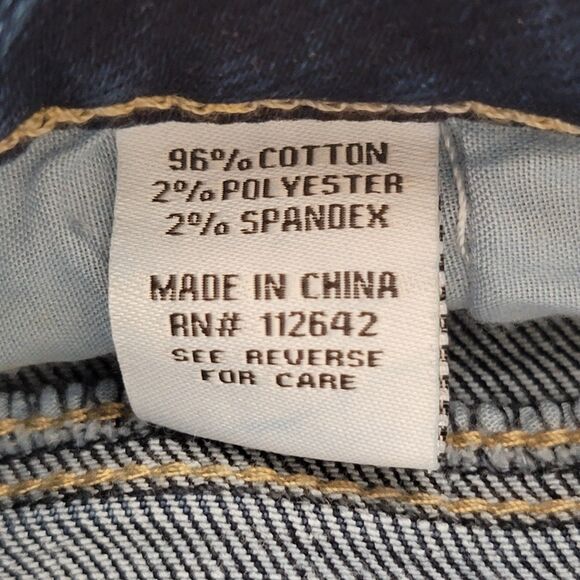 96% COTTON
2% POLYESTER
2% SPANDEX
MADE IN CHINA
RN# 112642
SEE REVERSE
FOR CARE